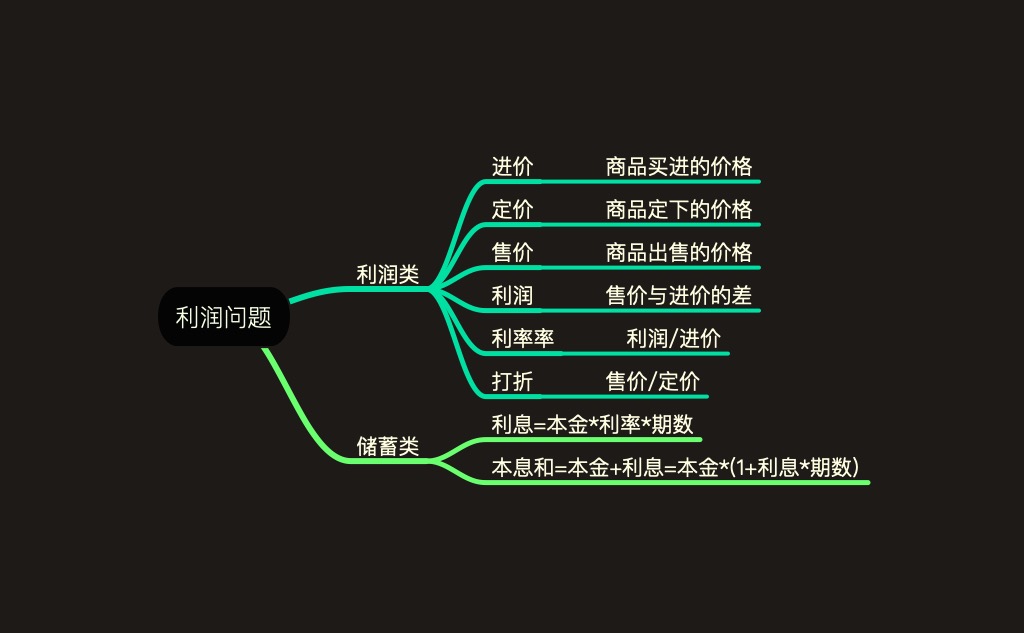 利润问题
利润类
进价 商品买进的价格
定价 商品定下的价格
售价 商品出售的价格
利润 售价与进价的差
利率率 利润/进价
打折 售价/定价
储蓄类
利息=本金*利率*期数
本息和=本金+利息=本金*(1+利息*期数)